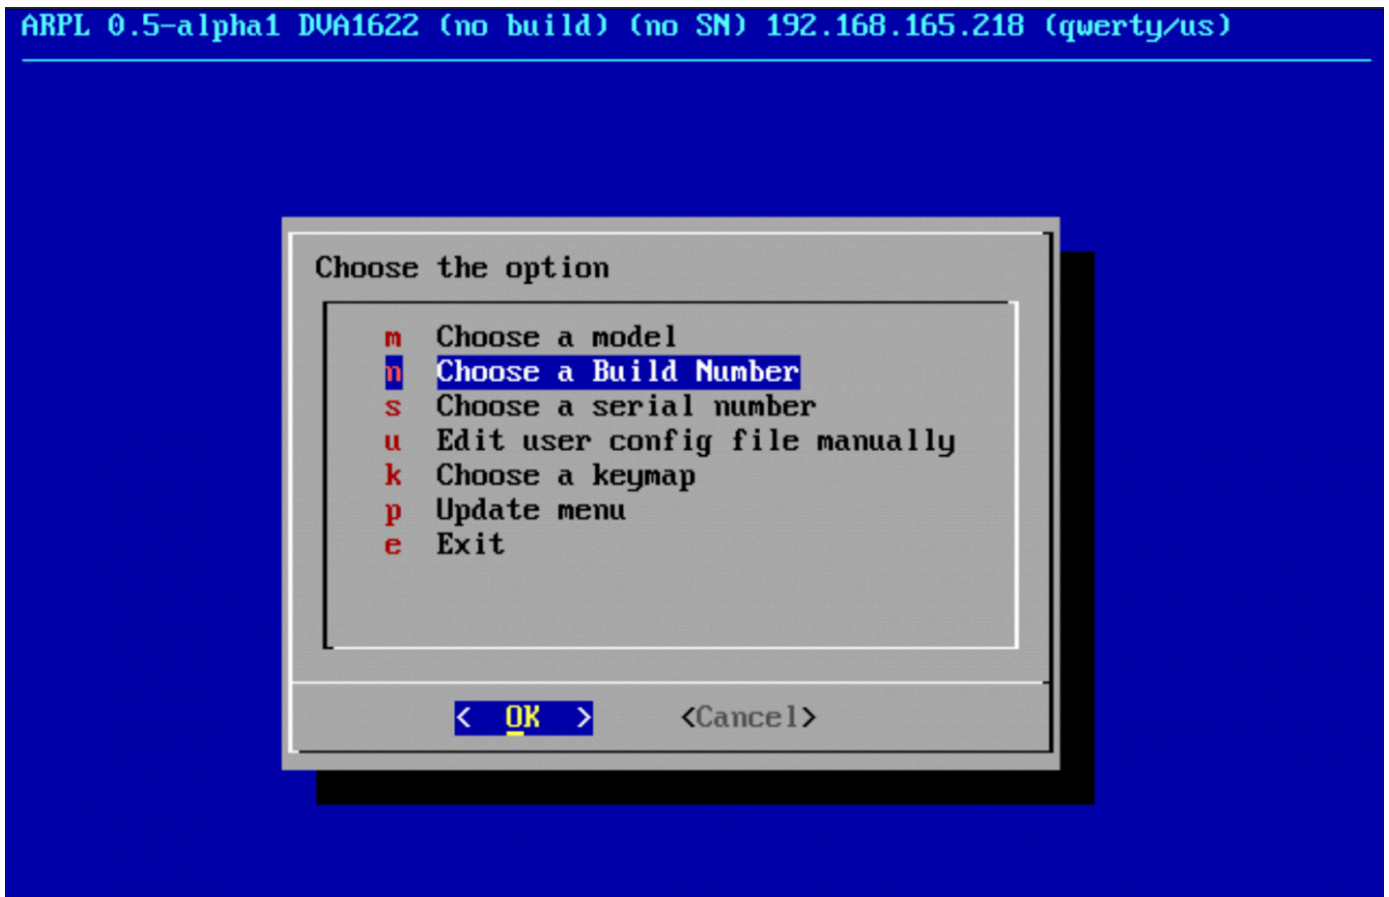 ARPL 0.5-alpha1 DVA1622 (no build) (no SN) 192.168.165.218 (qwerty/us)
Choose the option
m Choose a model
n Choose a Build Number
s Choose a serial number
u Edit user config file manually
k Choose a keymap
p Update menu
e Exit
< OK > <Cancel>